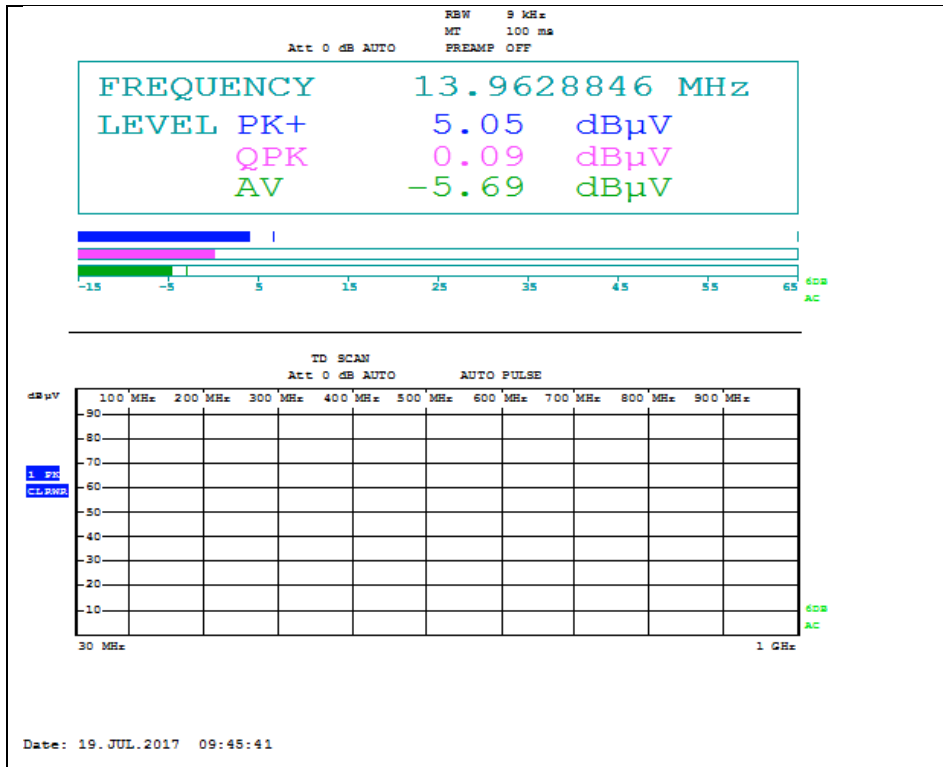 RBW 9 kHz
MT 100 ms
Att 0 dB AUTO PREAMP OFF
FREQUENCY 13.9628846 MHz
LEVEL PK+ 5.05 dBµV
QPK 0.09 dBµV
AV -5.69 dBµV
-15 -5 5 15 25 35 45 55 65
6DB
AC
TD SCAN
Att 0 dB AUTO AUTO PULSE
dBµV 100 MHz 200 MHz 300 MHz 400 MHz 500 MHz 600 MHz 700 MHz 800 MHz 900 MHz
90
80
70
1 PK
CLRWR 60
50
40
30
20
10 6DB
AC
30 MHz 1 GHz
Date: 19.JUL.2017 09:45:41